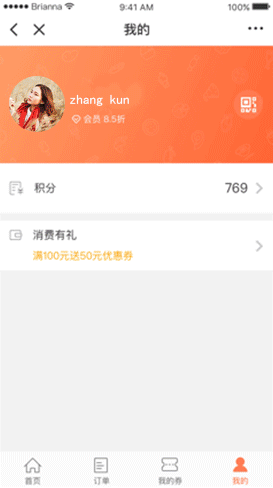 Brianna
9:41 AM
100%
我的
zhang kun
会员 8.5折
积分
769
消费有礼
满100元送50元优惠券
首页
订单
我的券
我的